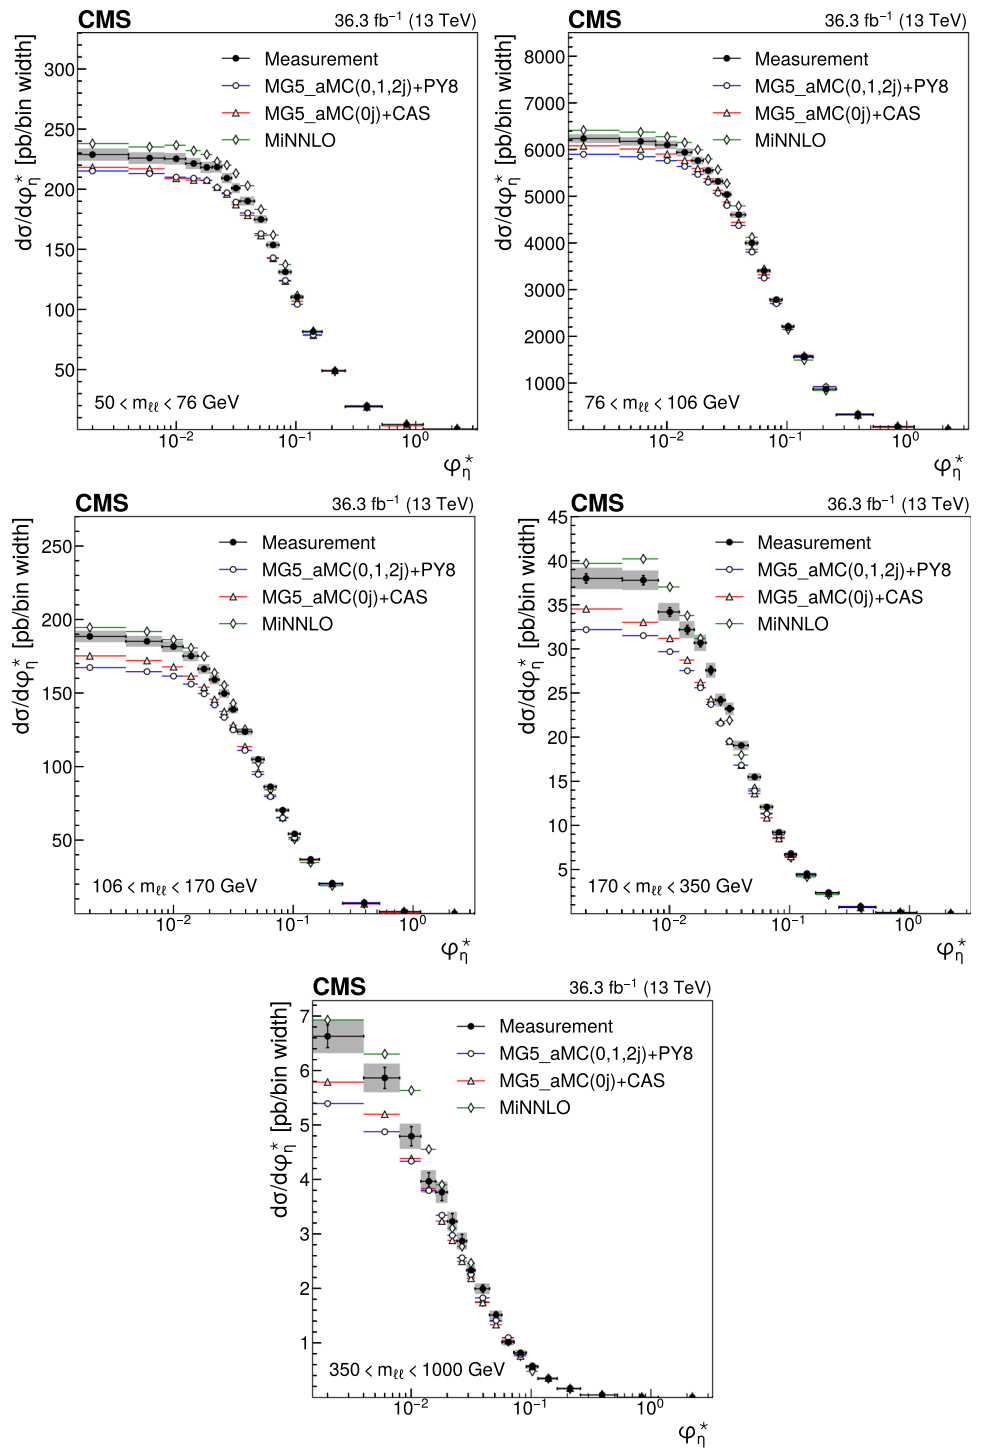 CMS 36.3 fb⁻¹ (13 TeV)
dσ/dφ*η [pb/bin width]
Measurement
MG5_aMC(0,1,2j)+PY8
MG5_aMC(0j)+CAS
MiNNLO
300
250
200
150
100
50
50 < mℓℓ < 76 GeV
10⁻² 10⁻¹ 10⁰
φ*η
CMS 36.3 fb⁻¹ (13 TeV)
dσ/dφ*η [pb/bin width]
Measurement
MG5_aMC(0,1,2j)+PY8
MG5_aMC(0j)+CAS
MiNNLO
8000
7000
6000
5000
4000
3000
2000
1000
76 < mℓℓ < 106 GeV
10⁻² 10⁻¹ 10⁰
φ*η
CMS 36.3 fb⁻¹ (13 TeV)
dσ/dφ*η [pb/bin width]
Measurement
MG5_aMC(0,1,2j)+PY8
MG5_aMC(0j)+CAS
MiNNLO
250
200
150
100
50
106 < mℓℓ < 170 GeV
10⁻² 10⁻¹ 10⁰
φ*η
CMS 36.3 fb⁻¹ (13 TeV)
dσ/dφ*η [pb/bin width]
Measurement
MG5_aMC(0,1,2j)+PY8
MG5_aMC(0j)+CAS
MiNNLO
45
40
35
30
25
20
15
10
5
170 < mℓℓ < 350 GeV
10⁻² 10⁻¹ 10⁰
φ*η
CMS 36.3 fb⁻¹ (13 TeV)
dσ/dφ*η [pb/bin width]
Measurement
MG5_aMC(0,1,2j)+PY8
MG5_aMC(0j)+CAS
MiNNLO
7
6
5
4
3
2
1
350 < mℓℓ < 1000 GeV
10⁻² 10⁻¹ 10⁰
φ*η